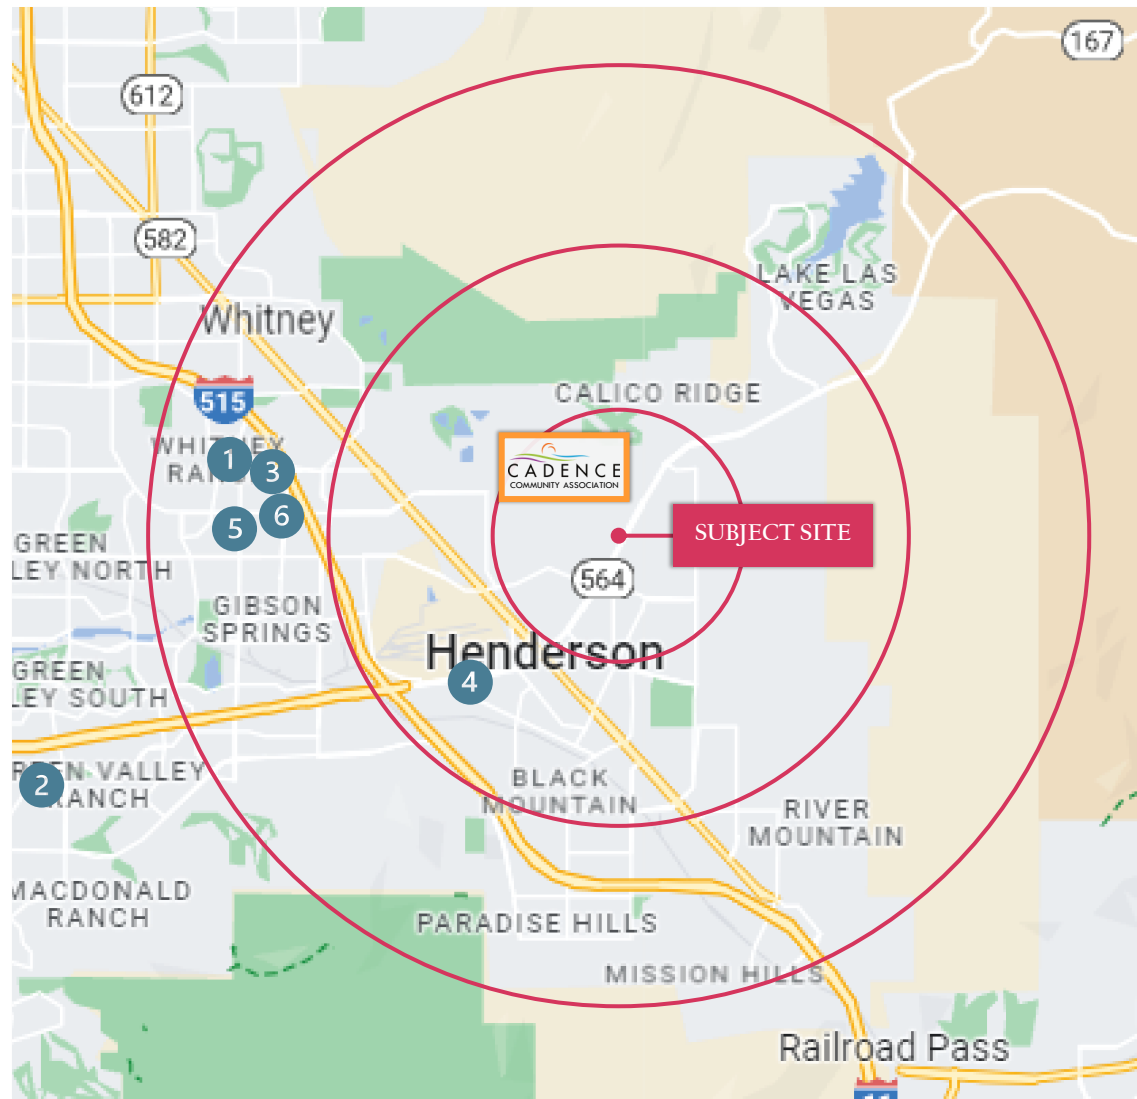 167
612
582
LAKE LAS
VEGAS
Whitney
CALICO RIDGE
515
WHITNEY
1
3
CADENCE
COMMUNITY ASSOCIATION
6
5
SUBJECT SITE
GREEN
LEY NORTH
564
GIBSON
SPRINGS
Henderson
GREEN
LEY SOUTH
4
2
EN VALLEY
RANCH
BLACK
MOUNTAIN
RIVER
MOUNTAIN
MACDONALD
RANCH
PARADISE HILLS
MISSION HILLS
Railroad Pass
11